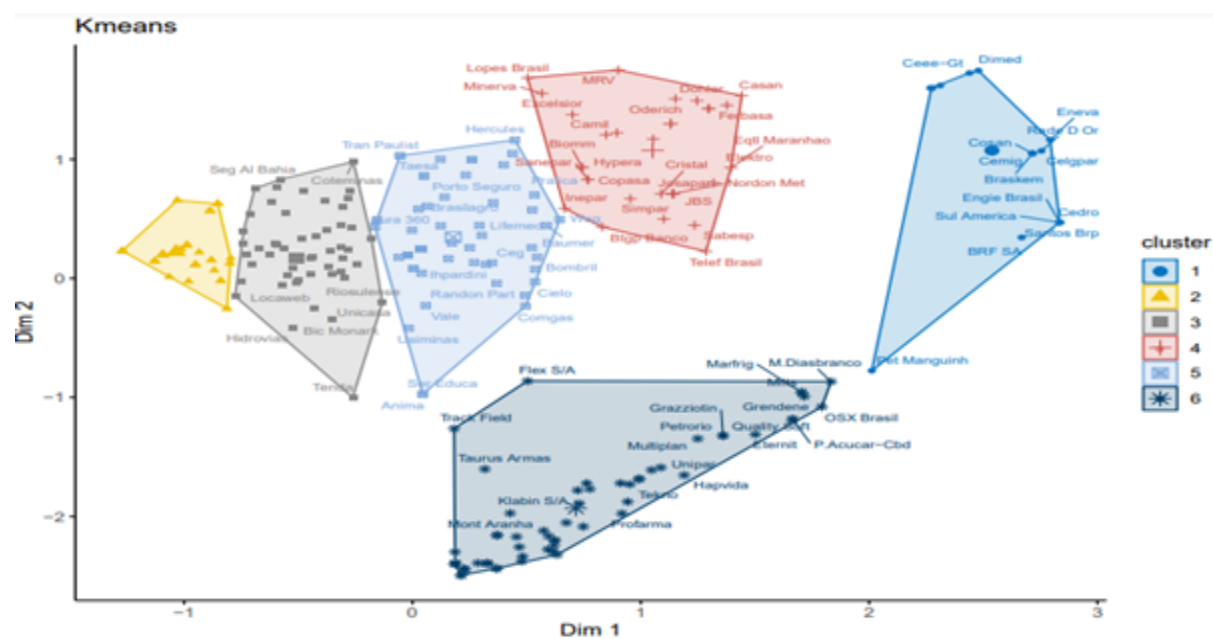 Kmeans
Lopes Brasil
MRV
Minerva
Dohler
Casan
Excelsior
Oderich
Ferbasa
Camil
Hercules
Biomm
Eqtl Maranhao
Tran Paulist
Sanepar
Hypera
Cristal
Elektro
Taesa
Seg Al Bahia
Copasa
Josapar
Nordon Met
Coteminas
Porto Seguro
Pratica
Inepar
JBS
Brasilagro
Simpar
Lifemed
Weg
Sabesp
Baumer
Telef Brasil
Ceg
Ihpardini
Bombril
Locaweb
Riosulense
Randon Part
Cielo
Unicasa
Vale
Comgas
Hidrovias
Bic Monark
Usiminas
Tenda
Ser Educa
Anima
Ceee-Gt
Dimed
Eneva
Rede D Or
Cosan
Cemig
Celgpar
Braskem
Engie Brasil
Sul America
Cedro
Santos Brp
BRF SA
Pet Manguinh
Flex S/A
Marfrig
M.Diasbranco
Mills
Grazziotin
Grendene
OSX Brasil
Track Field
Petrorio
Quality Soft
Multiplan
Eternit
P.Acucar-Cbd
Taurus Armas
Unipar
Hapvida
Klabin S/A
Tekno
Mont Aranha
Profarma
Dim 2
1
0
−1
−2
−1
0
1
2
3
Dim 1
cluster
1
2
3
4
5
6